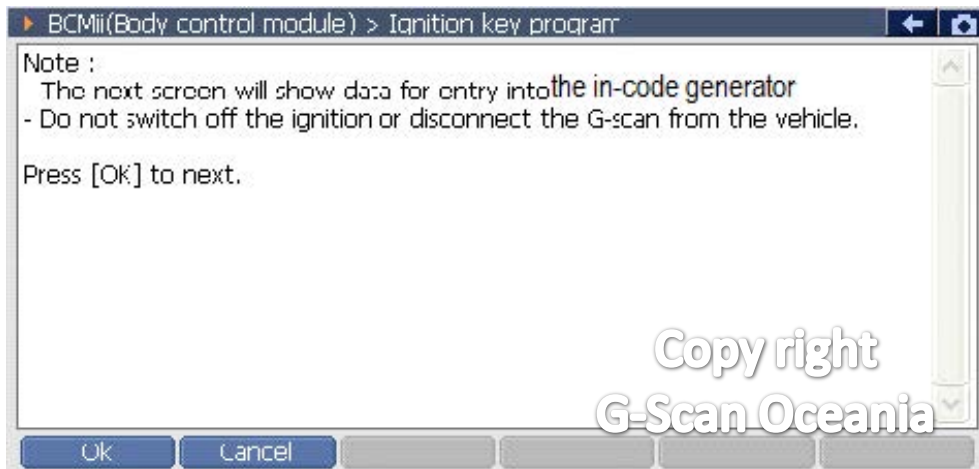 BCMii(Body control module) > Ignition key program
Note :
The next screen will show data for entry into the in-code generator
- Do not switch off the ignition or disconnect the G-scan from the vehicle.
Press [OK] to next.
Copy right
G-Scan Oceania
Ok Cancel